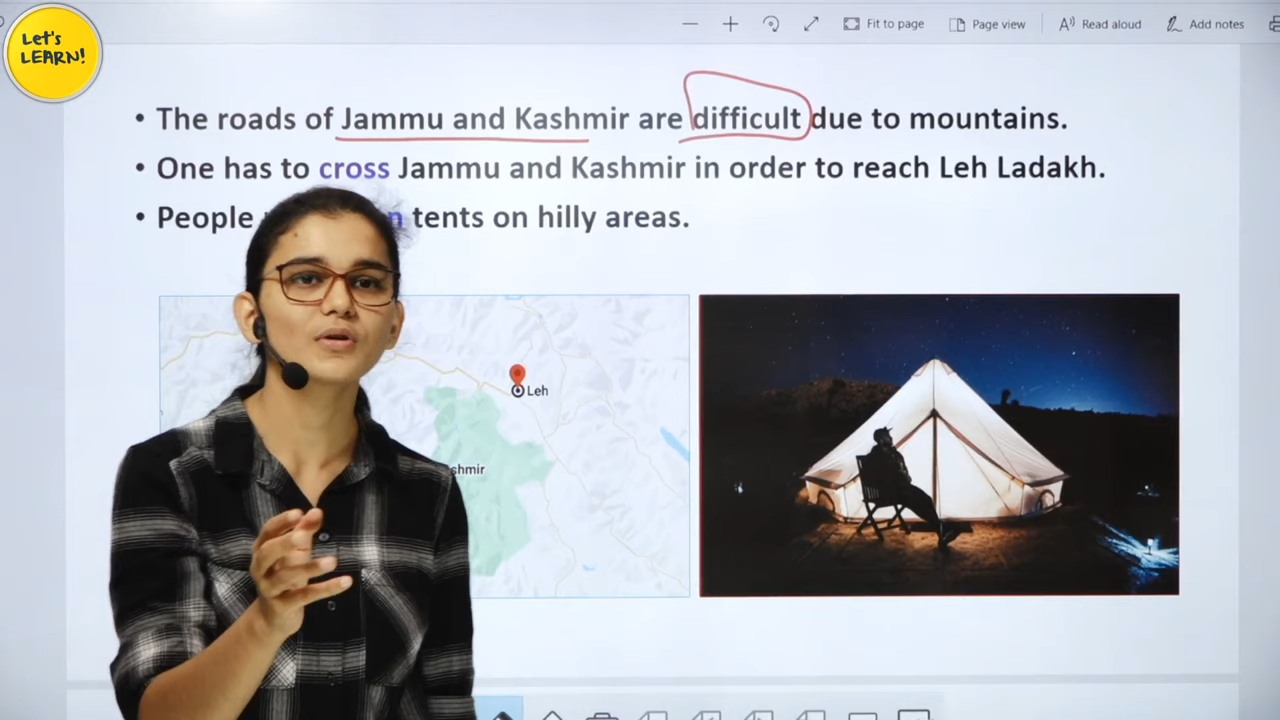 Let's
LEARN!
Fit to page
Page view
Read aloud
Add notes
• The roads of Jammu and Kashmir are difficult due to mountains.
• One has to cross Jammu and Kashmir in order to reach Leh Ladakh.
• People tents on hilly areas.
Leh